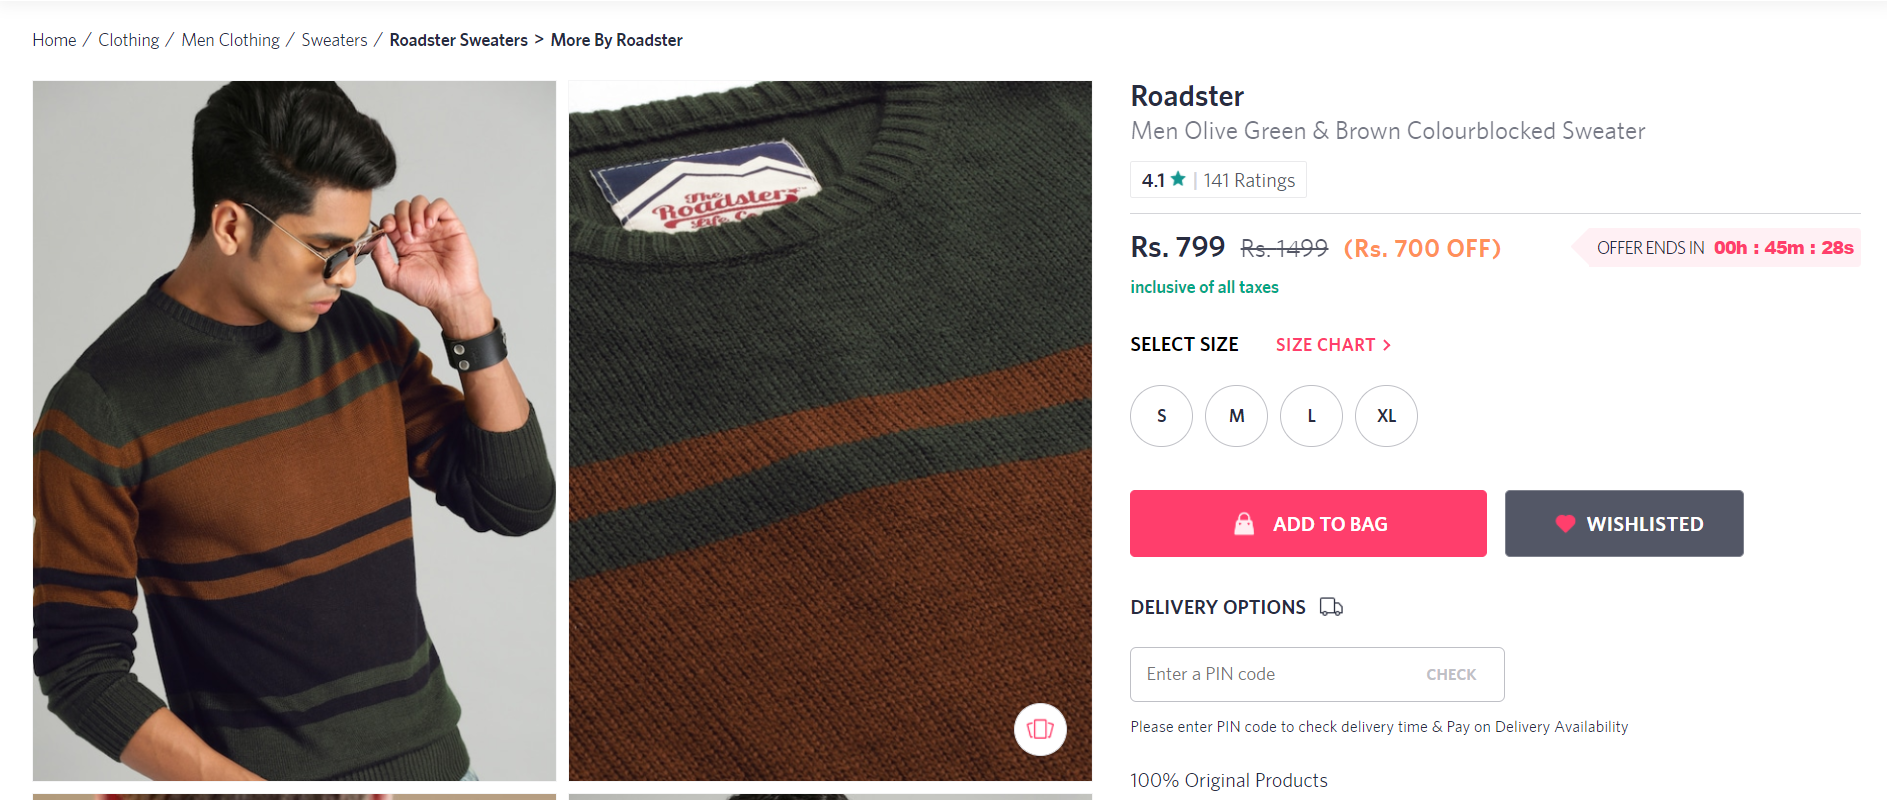 Home / Clothing / Men Clothing / Sweaters / Roadster Sweaters > More By Roadster
The
Roadster
Life Co
Roadster
Men Olive Green & Brown Colourblocked Sweater
4.1 ★ | 141 Ratings
Rs. 799 Rs. 1499 (Rs. 700 OFF) OFFER ENDS IN 00h : 45m : 28s
inclusive of all taxes
SELECT SIZE SIZE CHART >
S M L XL
ADD TO BAG WISHLISTED
DELIVERY OPTIONS
Enter a PIN code CHECK
Please enter PIN code to check delivery time & Pay on Delivery Availability
100% Original Products